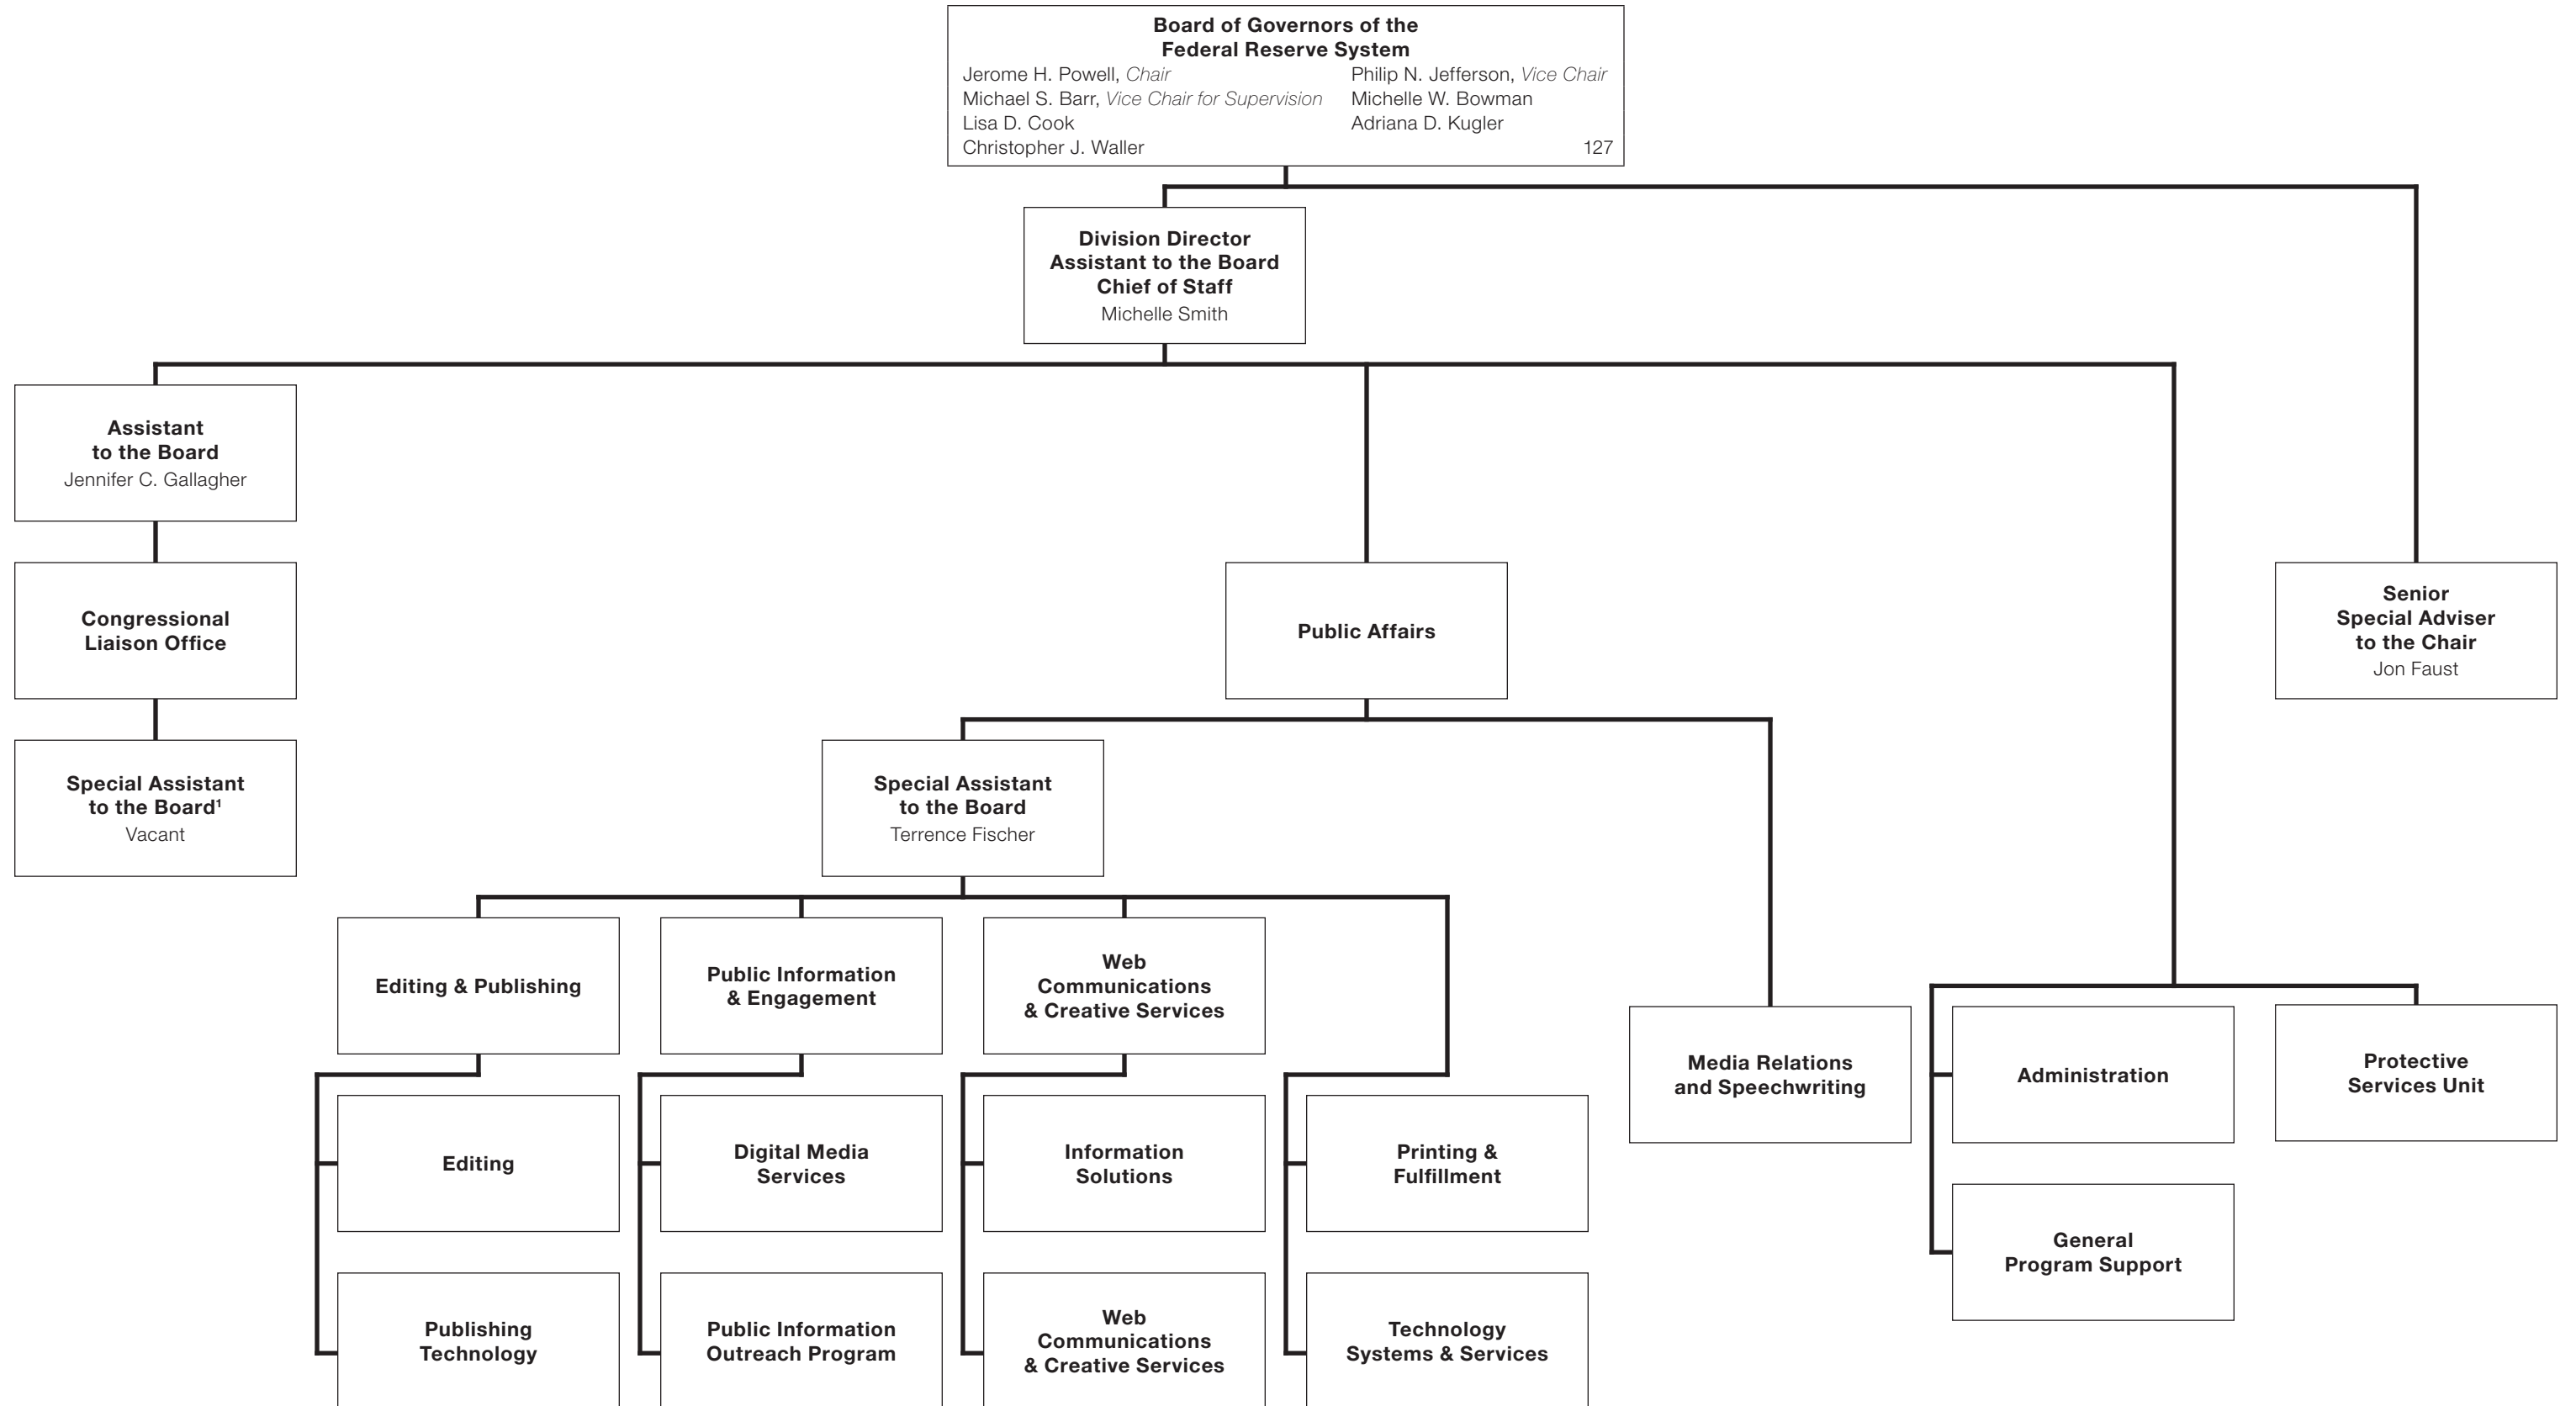 Board of Governors of the
Federal Reserve System
Jerome H. Powell, Chair
Philip N. Jefferson, Vice Chair
Michael S. Barr, Vice Chair for Supervision
Michelle W. Bowman
Lisa D. Cook
Adriana D. Kugler
Christopher J. Waller
127
Division Director
Assistant to the Board
Chief of Staff
Michelle Smith
Assistant
to the Board
Jennifer C. Gallagher
Congressional
Liaison Office
Public Affairs
Senior
Special Adviser
to the Chair
Jon Faust
Special Assistant
to the Board¹
Vacant
Special Assistant
to the Board
Terrence Fischer
Editing & Publishing
Public Information
& Engagement
Web
Communications
& Creative Services
Media Relations
and Speechwriting
Administration
Protective
Services Unit
Editing
Digital Media
Services
Information
Solutions
Printing &
Fulfillment
General
Program Support
Publishing
Technology
Public Information
Outreach Program
Web
Communications
& Creative Services
Technology
Systems & Services